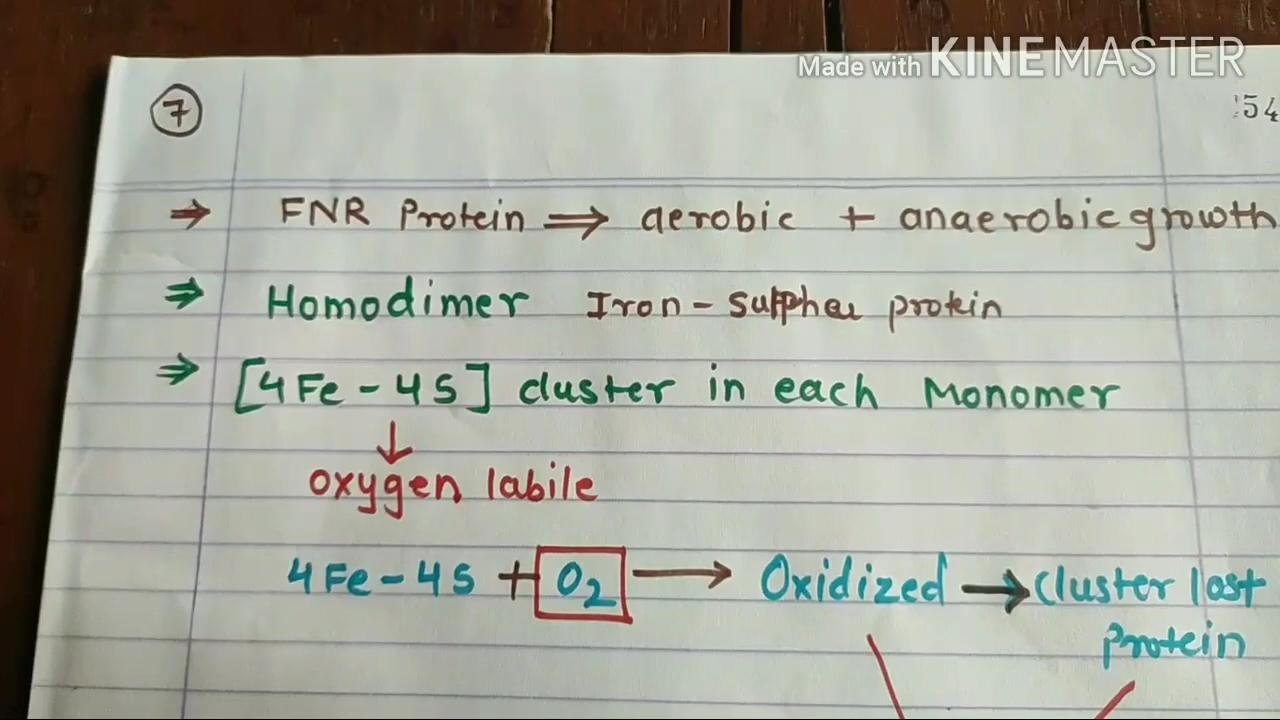 Made with KINEMASTER
7
54
⇒ FNR Protein ⇒ aerobic + anaerobic growth
⇒ Homodimer Iron - sulpher protein
⇒ [4Fe - 4S] cluster in each Monomer
↓
oxygen labile
4Fe - 4S + O2 → Oxidized → Cluster lost
Protein